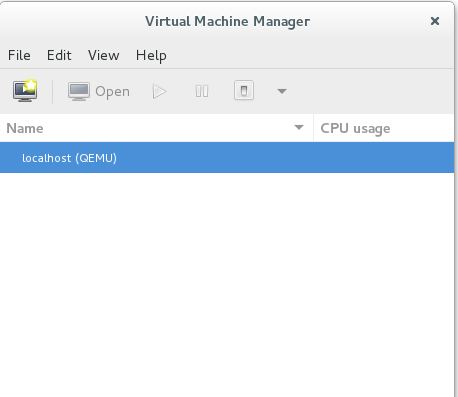 Virtual Machine Manager
File Edit View Help
Open
Name CPU usage
localhost (QEMU)